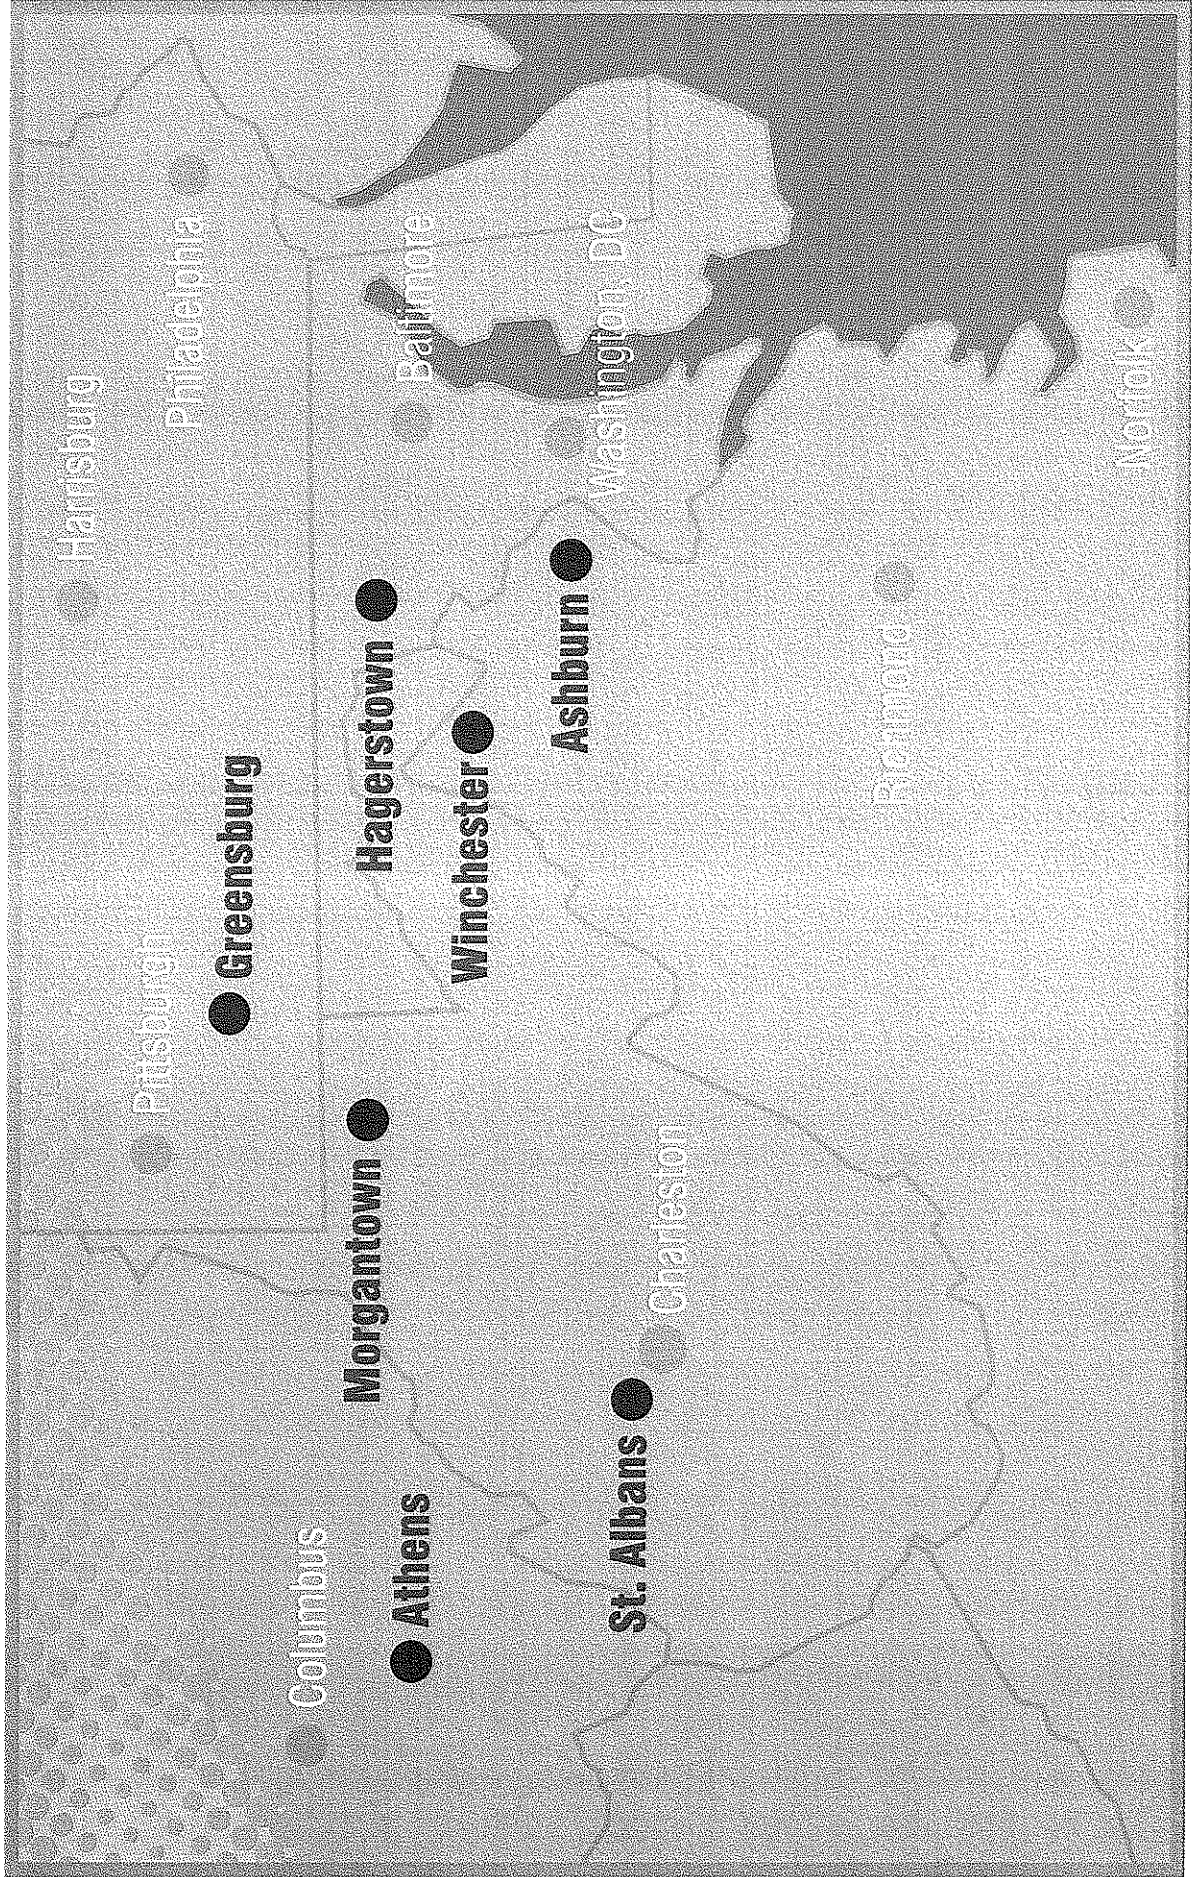 Harrisburg
Philadelphia
Pittsburgh
Greensburg
Columbus
Morgantown
Hagerstown
Baltimore
Athens
Winchester
Ashburn
Washington, DC
St. Albans
Charleston
Richmond
Norfolk